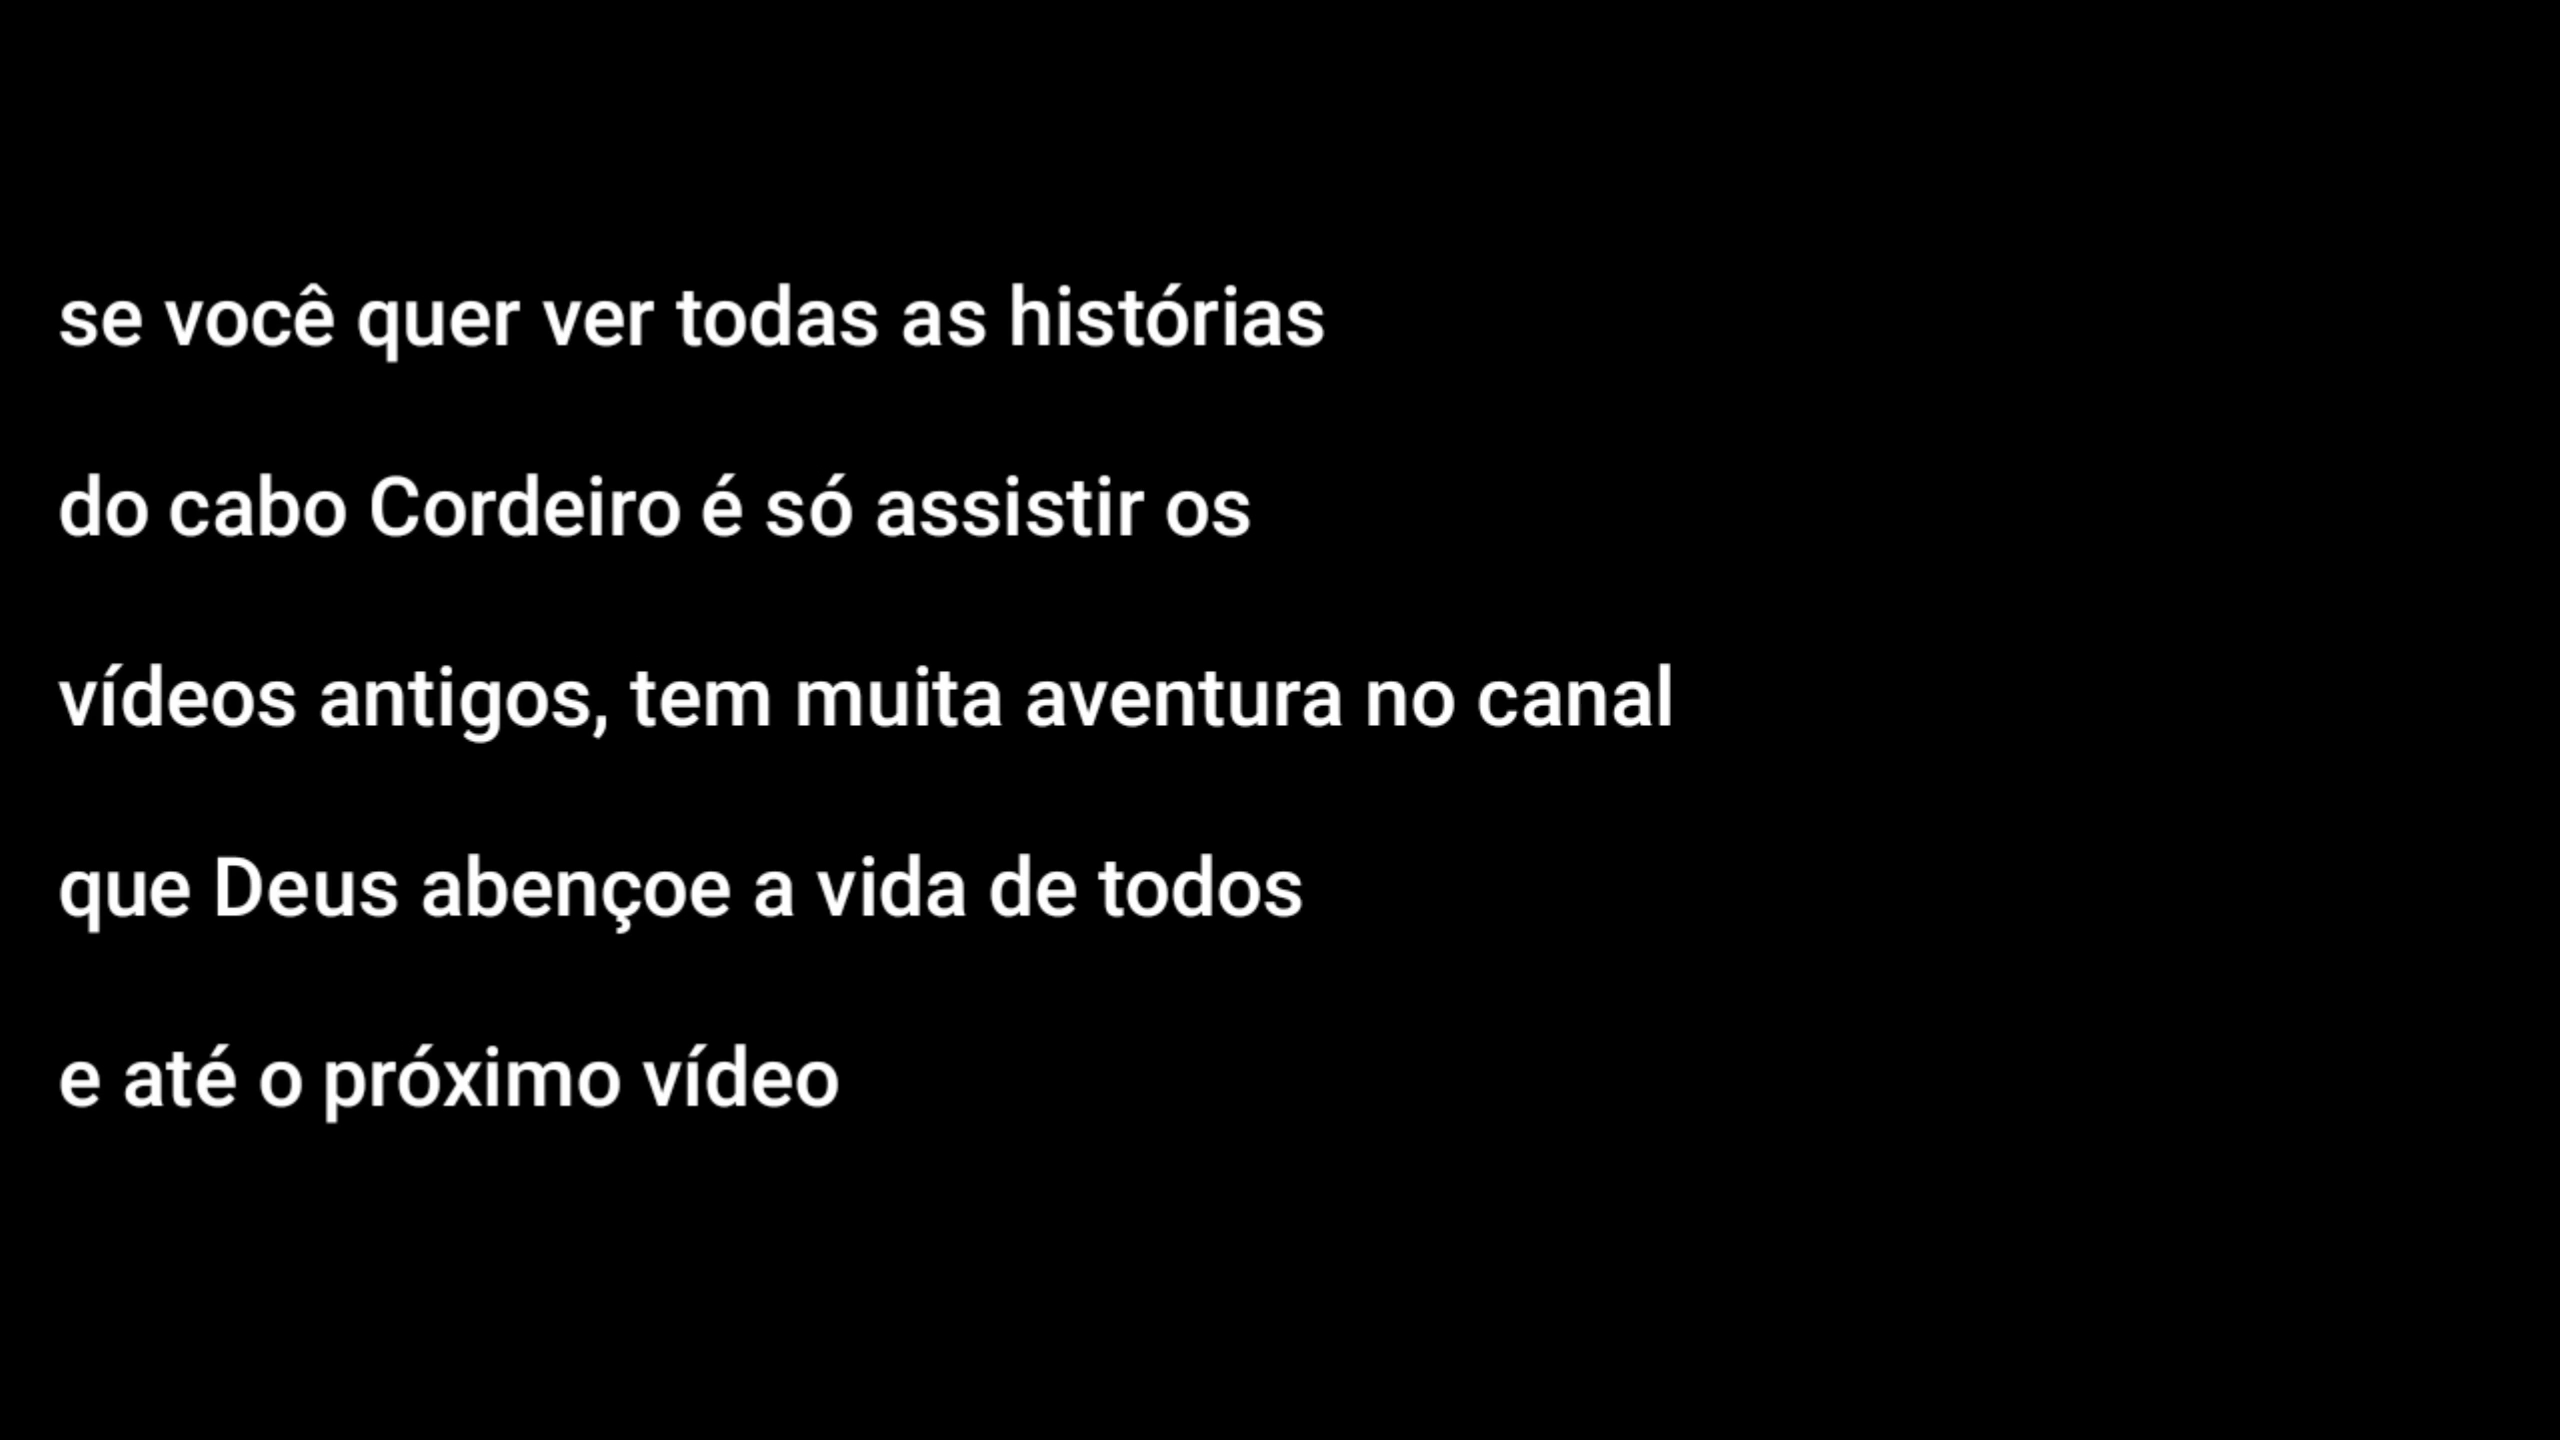 se você quer ver todas as histórias
do cabo Cordeiro é só assistir os
vídeos antigos, tem muita aventura no canal
que Deus abençoe a vida de todos
e até o próximo vídeo